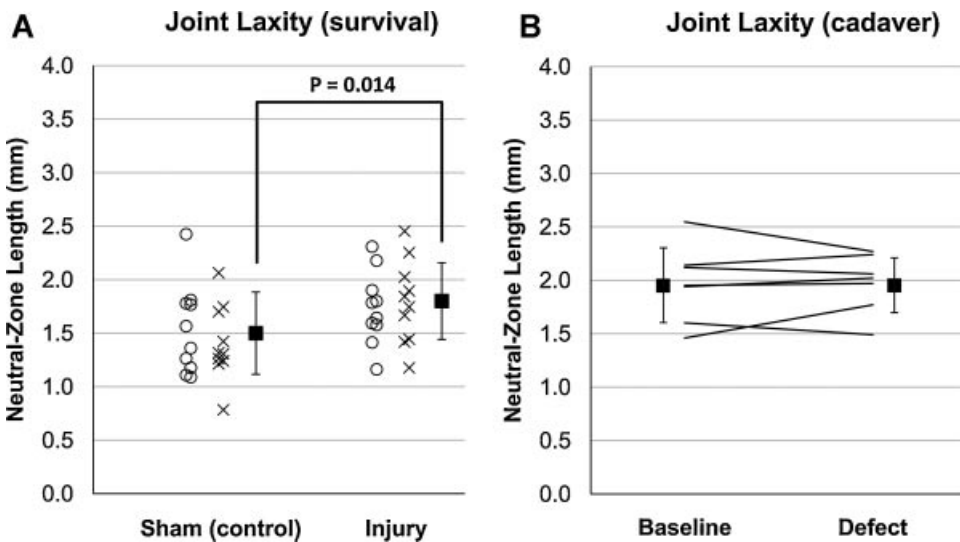 A
Joint Laxity (survival)
Neutral-Zone Length (mm)
4.0
3.5
3.0
2.5
2.0
1.5
1.0
0.5
0.0
P = 0.014
Sham (control)
Injury
B
Joint Laxity (cadaver)
Neutral-Zone Length (mm)
4.0
3.5
3.0
2.5
2.0
1.5
1.0
0.5
0.0
Baseline
Defect